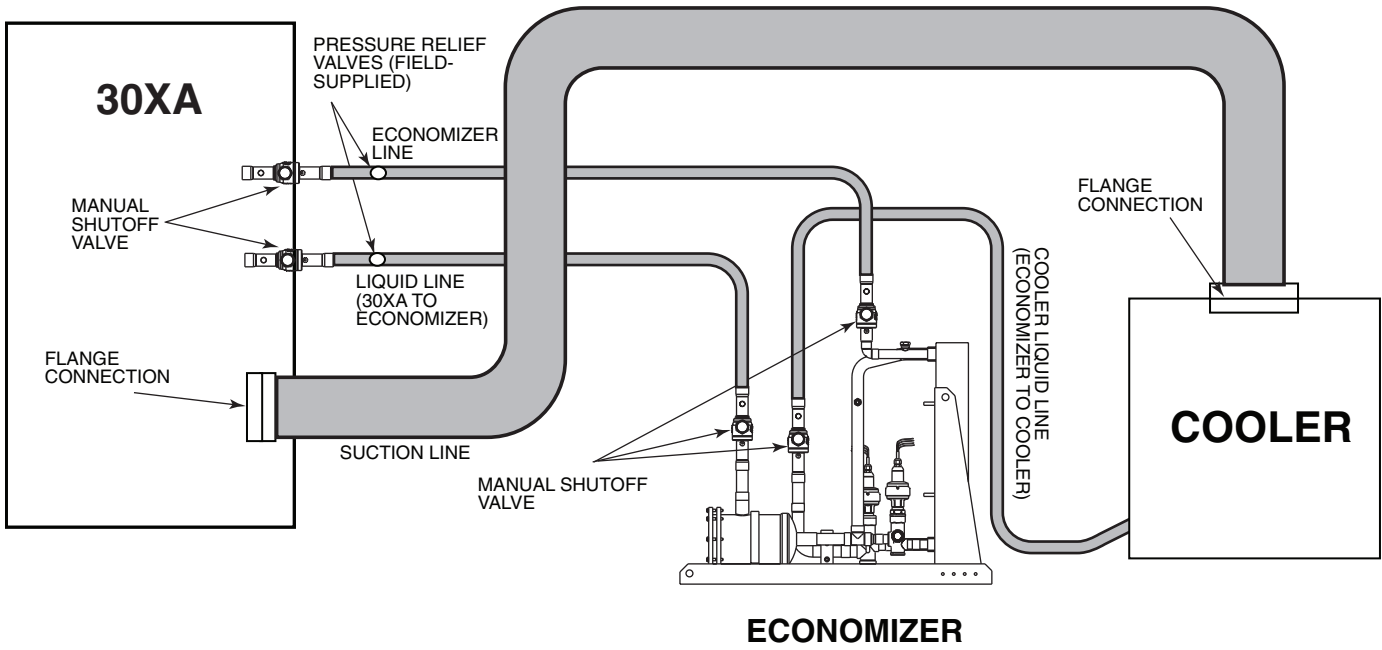 30XA
PRESSURE RELIEF
VALVES (FIELD-
SUPPLIED)
ECONOMIZER
LINE
MANUAL
SHUTOFF
VALVE
LIQUID LINE
(30XA TO
ECONOMIZER)
FLANGE
CONNECTION
SUCTION LINE
MANUAL SHUTOFF
VALVE
COOLER LIQUID LINE
(ECONOMIZER TO COOLER)
FLANGE
CONNECTION
COOLER
ECONOMIZER